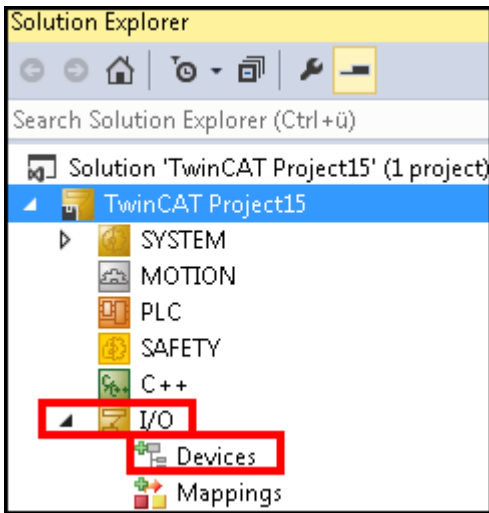 Solution Explorer
Search Solution Explorer (Ctrl+ü)
Solution 'TwinCAT Project15' (1 project)
TwinCAT Project15
SYSTEM
MOTION
PLC
SAFETY
C++
I/O
Devices
Mappings